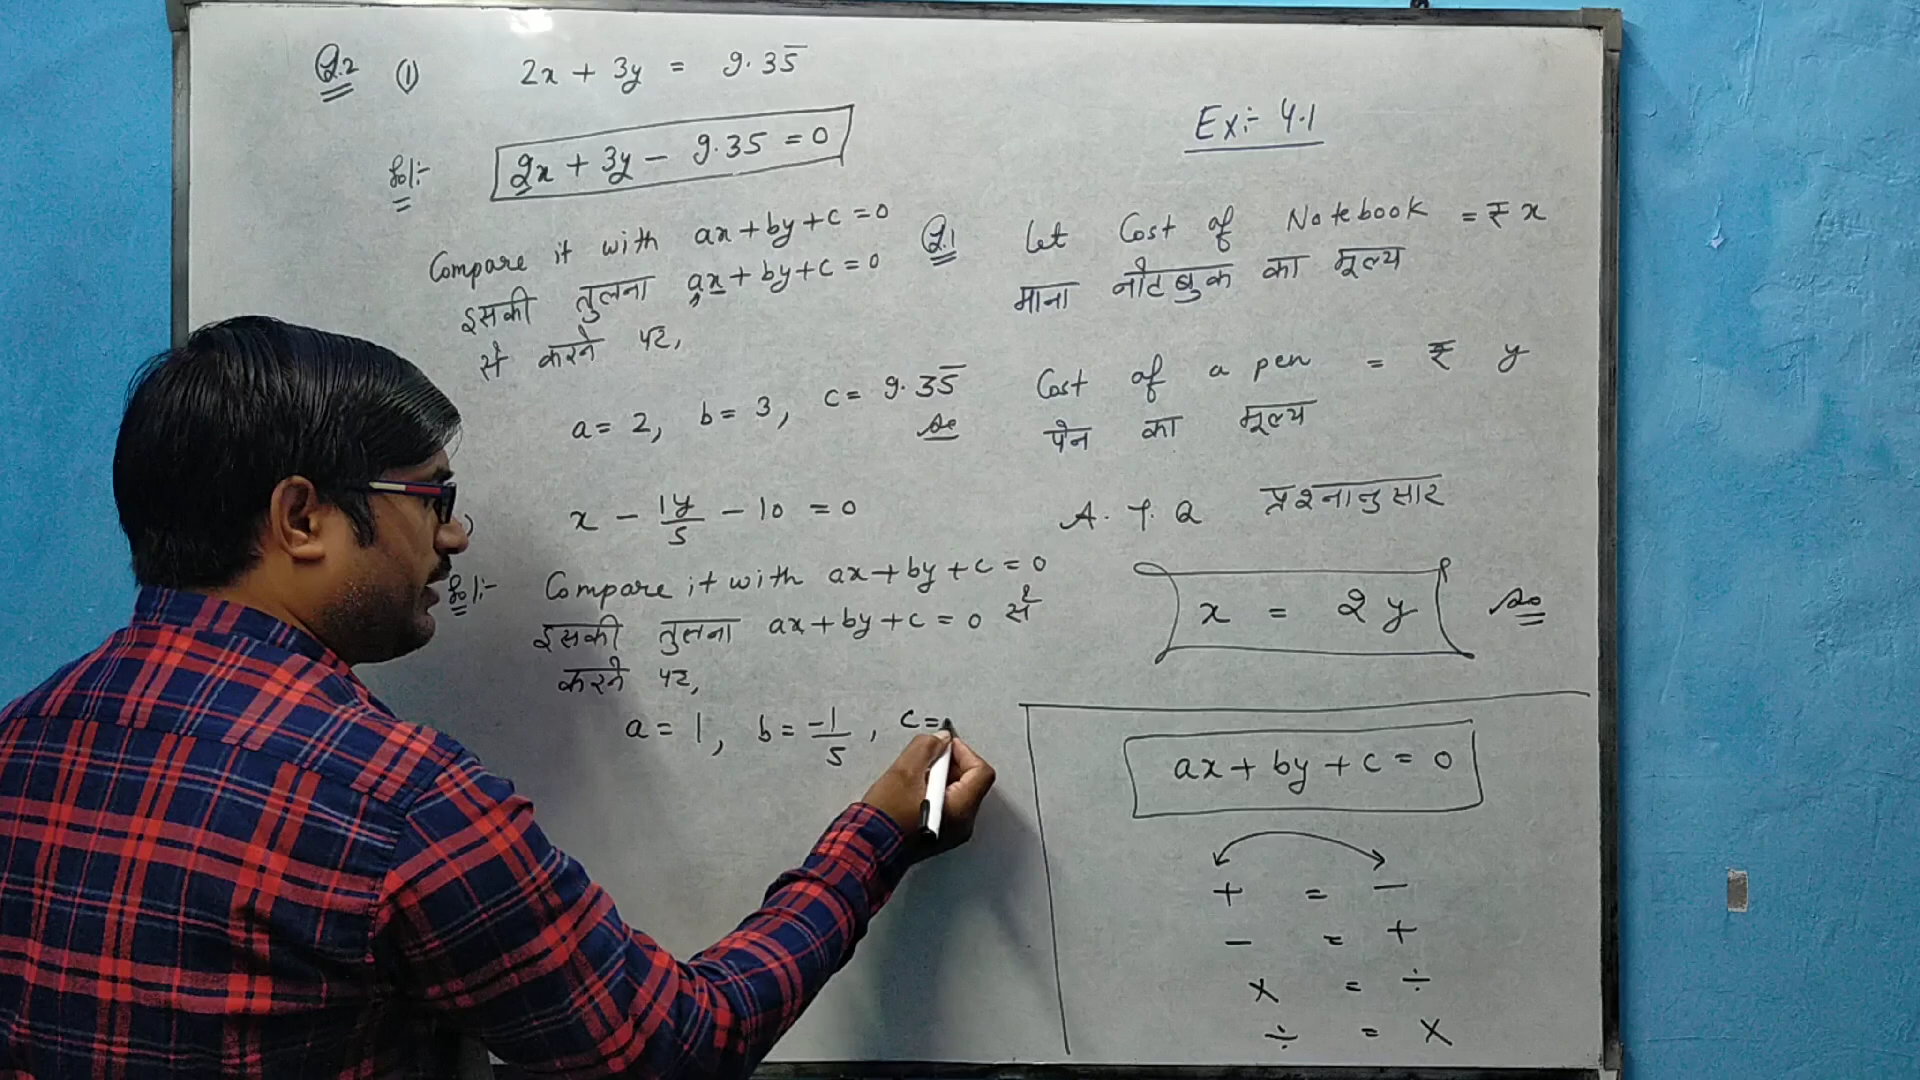 Q.2 (1) 2x + 3y = 9.35̅
Sol:- 2x + 3y − 9.35 = 0
Compare it with ax + by + c = 0
इसकी तुलना ax + by + c = 0
से करने पर,
a = 2, b = 3, c = 9.35̅
x − 1y/5 − 10 = 0
Sol:- Compare it with ax + by + c = 0
इसकी तुलना ax + by + c = 0 से
करने पर,
a = 1, b = −1/5, c =
Ex:- 4.1
Q.1 Let Cost of Notebook = ₹ x
माना नोटबुक का मूल्य
Cost of a pen = ₹ y
पेन का मूल्य
A. T. Q प्रश्नानुसार
x = 2y
ax + by + c = 0
+ = −
− = +
× = ÷
÷ = ×